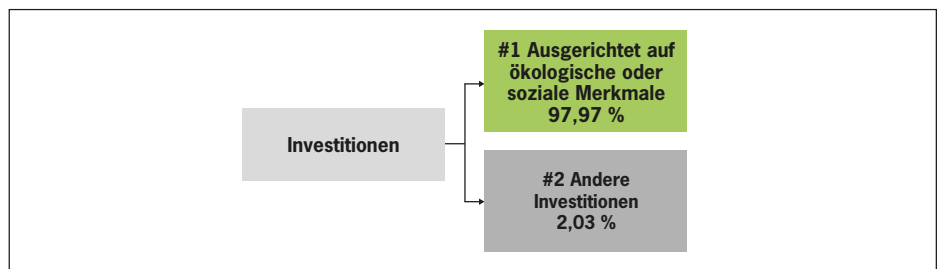 #1 Ausgerichtet auf
ökologische oder
soziale Merkmale
97,97 %
Investitionen
#2 Andere
Investitionen
2,03 %